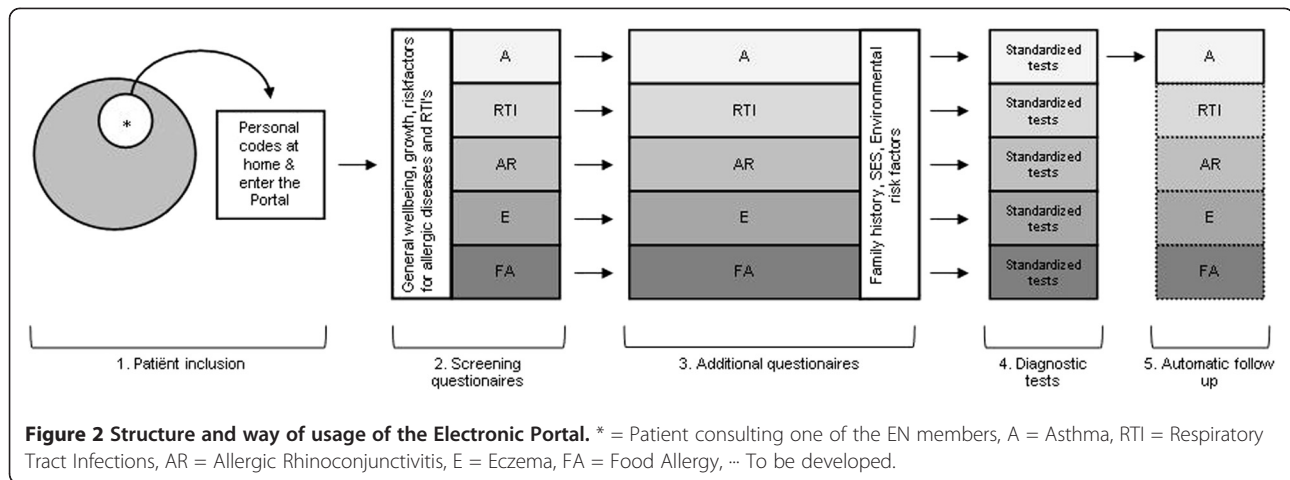 *
Personal
codes at
home &
enter the
Portal
General wellbeing, growth, riskfactors
for allergic diseases and RTI's
A
RTI
AR
E
FA
A
RTI
AR
E
FA
Family history, SES, Environmental
risk factors
Standardized
tests
Standardized
tests
Standardized
tests
Standardized
tests
Standardized
tests
A
RTI
AR
E
FA
1. Patiënt inclusion
2. Screening
questionaires
3. Additional questionaires
4. Diagnostic
tests
5. Automatic follow
up
Figure 2 Structure and way of usage of the Electronic Portal. * = Patient consulting one of the EN members, A = Asthma, RTI = Respiratory
Tract Infections, AR = Allergic Rhinoconjunctivitis, E = Eczema, FA = Food Allergy, ··· To be developed.